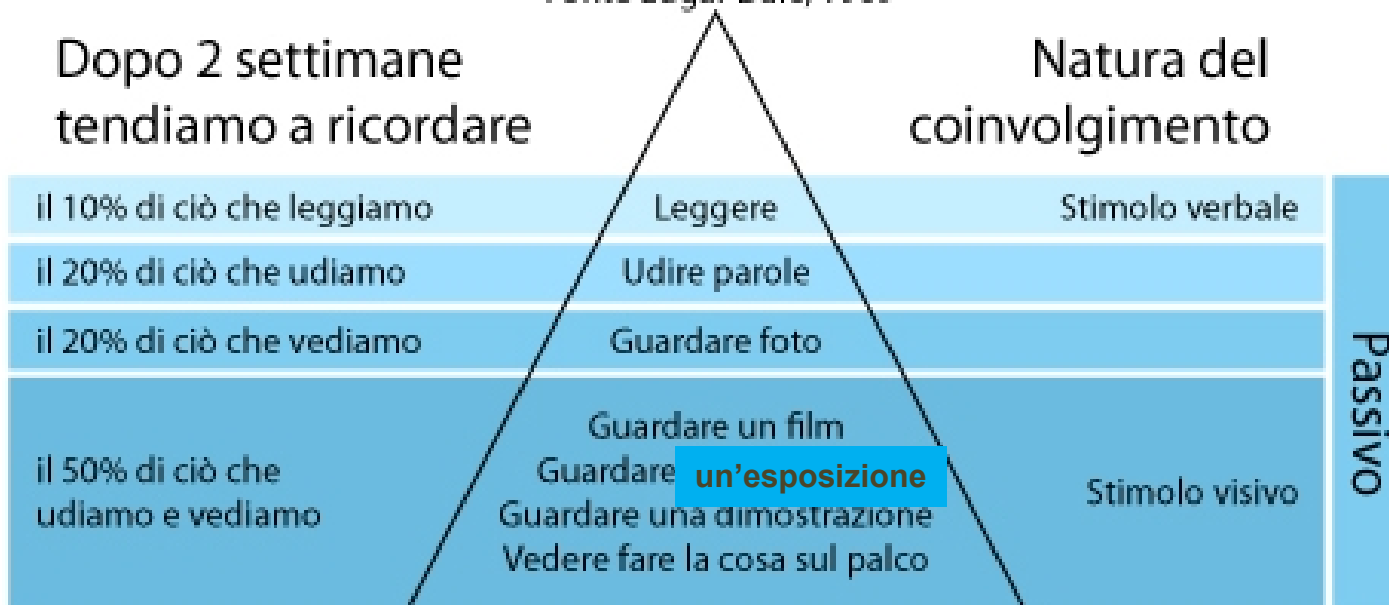 Dopo 2 settimane
tendiamo a ricordare
Natura del
coinvolgimento
il 10% di ciò che leggiamo
Leggere
Stimolo verbale
il 20% di ciò che udiamo
Udire parole
il 20% di ciò che vediamo
Guardare foto
il 50% di ciò che
udiamo e vediamo
Guardare un film
Guardare un’esposizione
Guardare una dimostrazione
Vedere fare la cosa sul palco
Stimolo visivo
Passivo